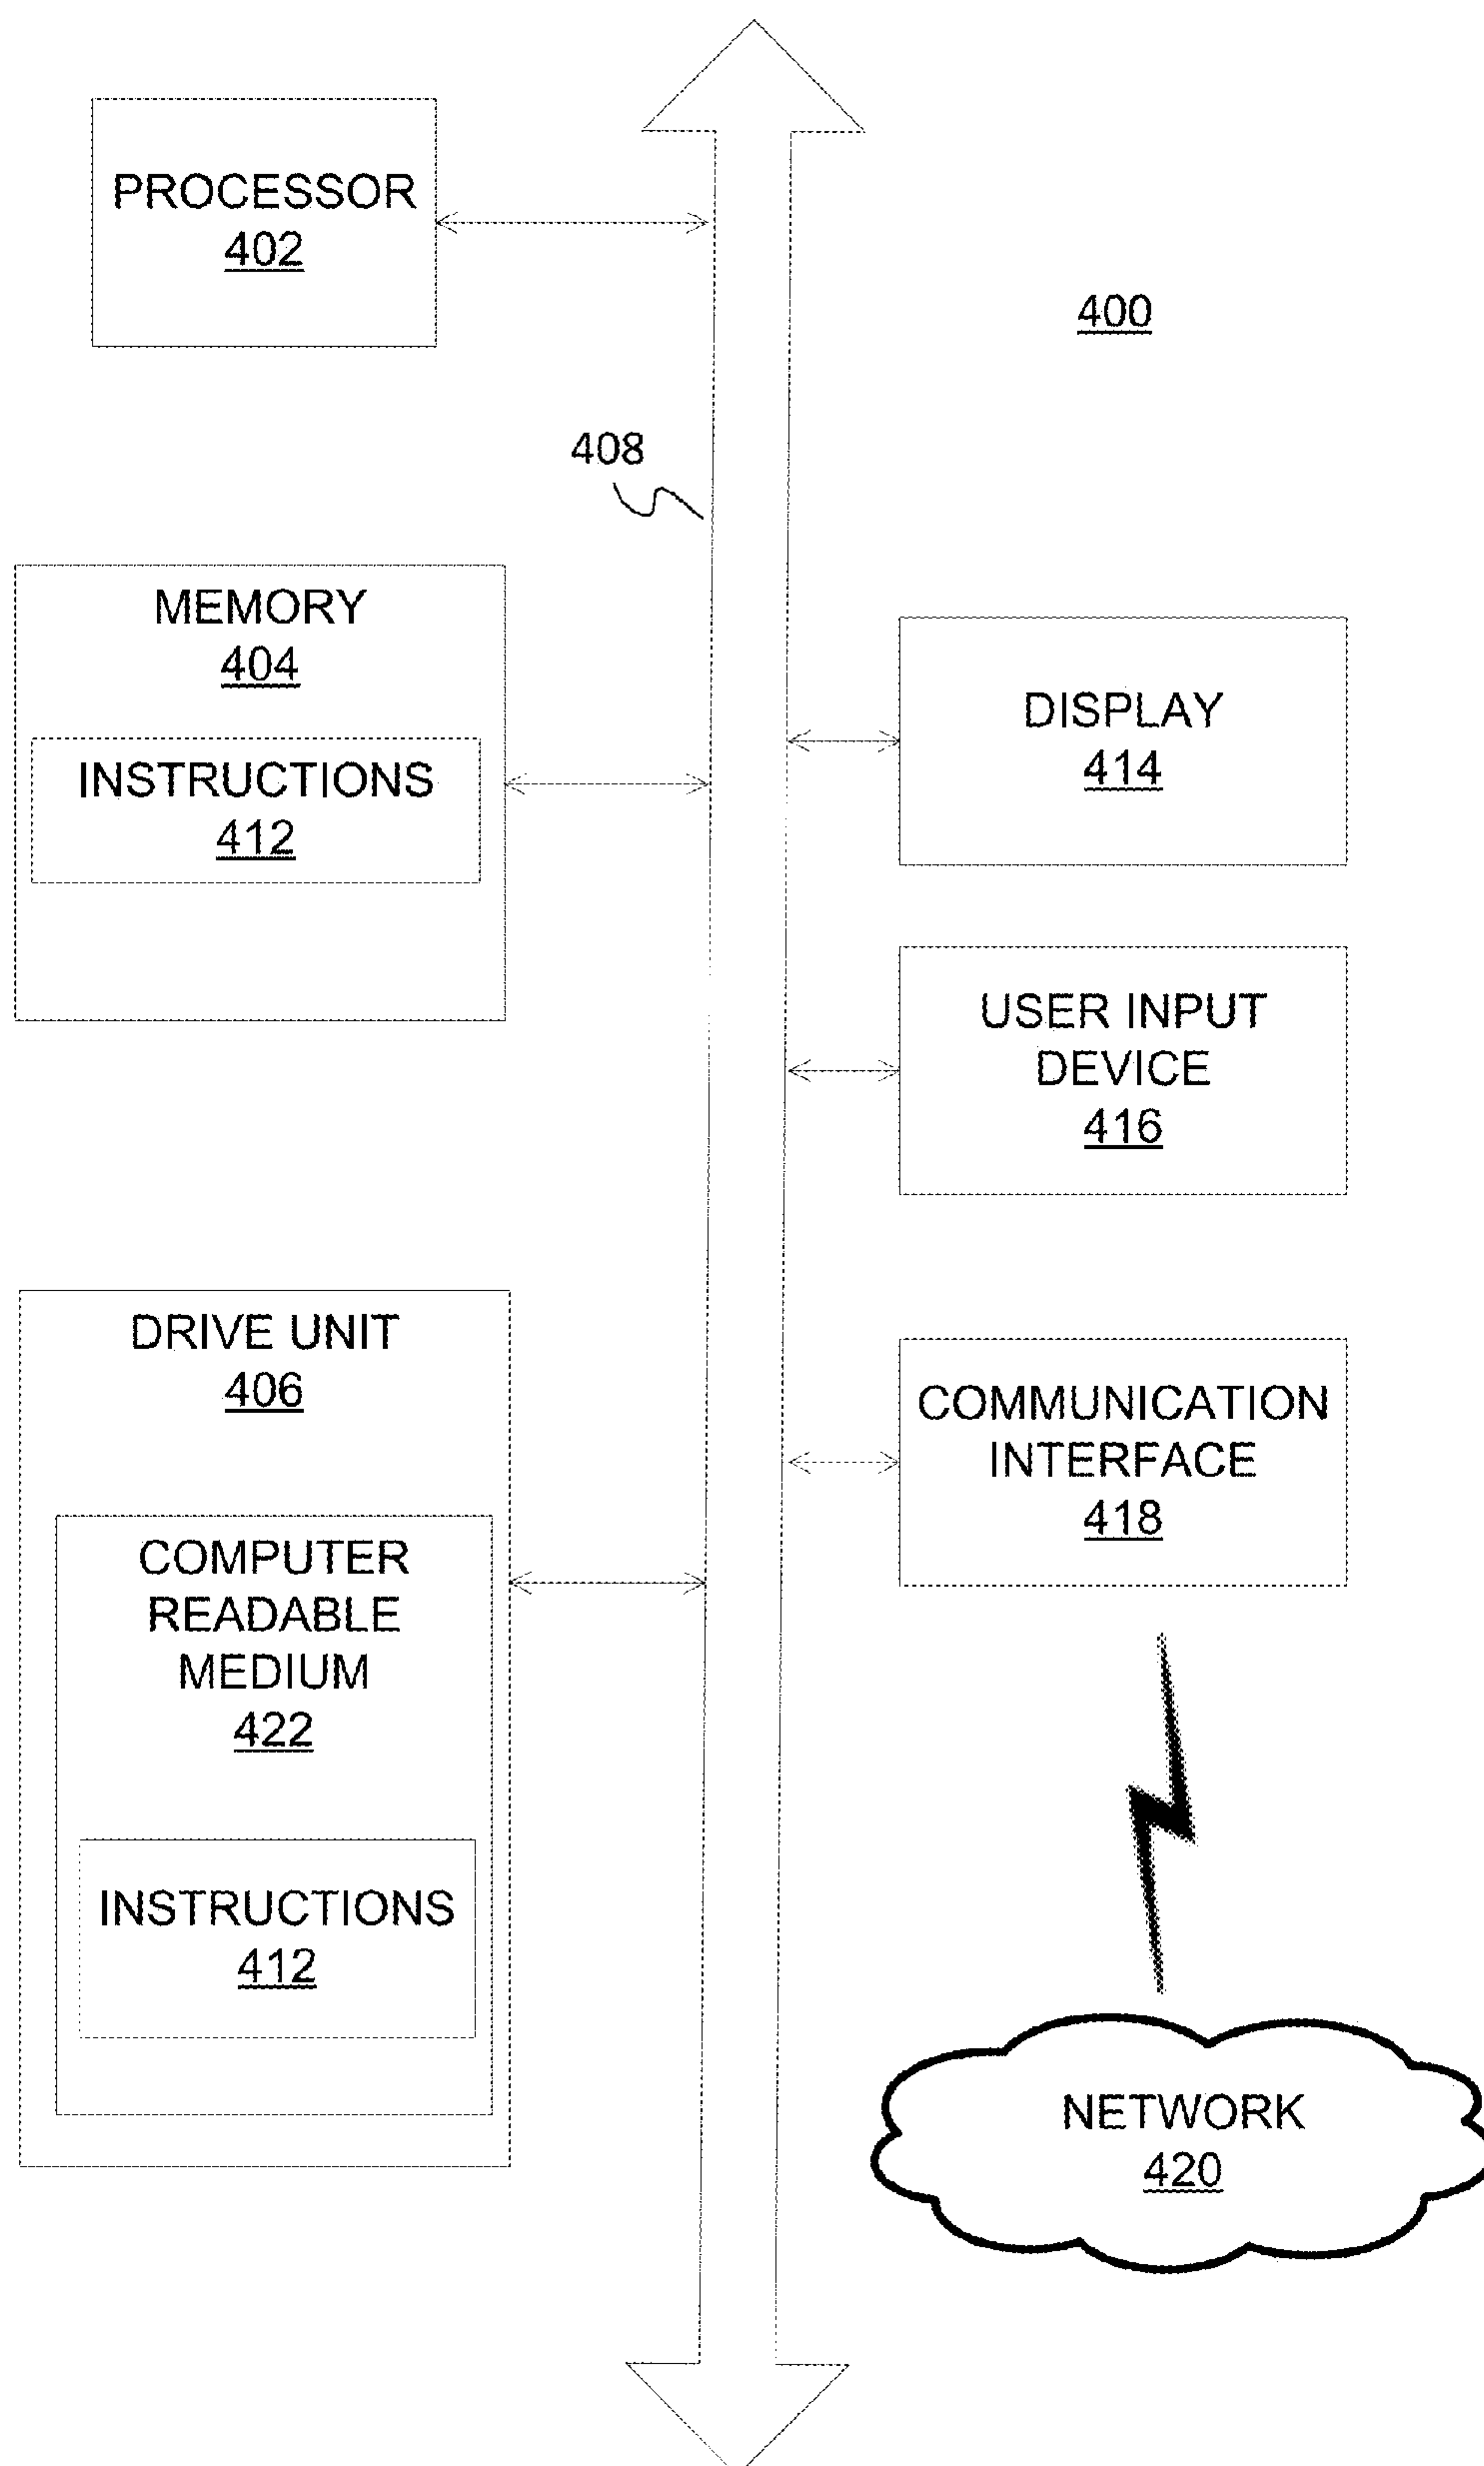 PROCESSOR
402
400
408
MEMORY
404
INSTRUCTIONS
412
DISPLAY
414
USER INPUT
DEVICE
416
DRIVE UNIT
406
COMPUTER
READABLE
MEDIUM
422
INSTRUCTIONS
412
COMMUNICATION
INTERFACE
418
NETWORK
420